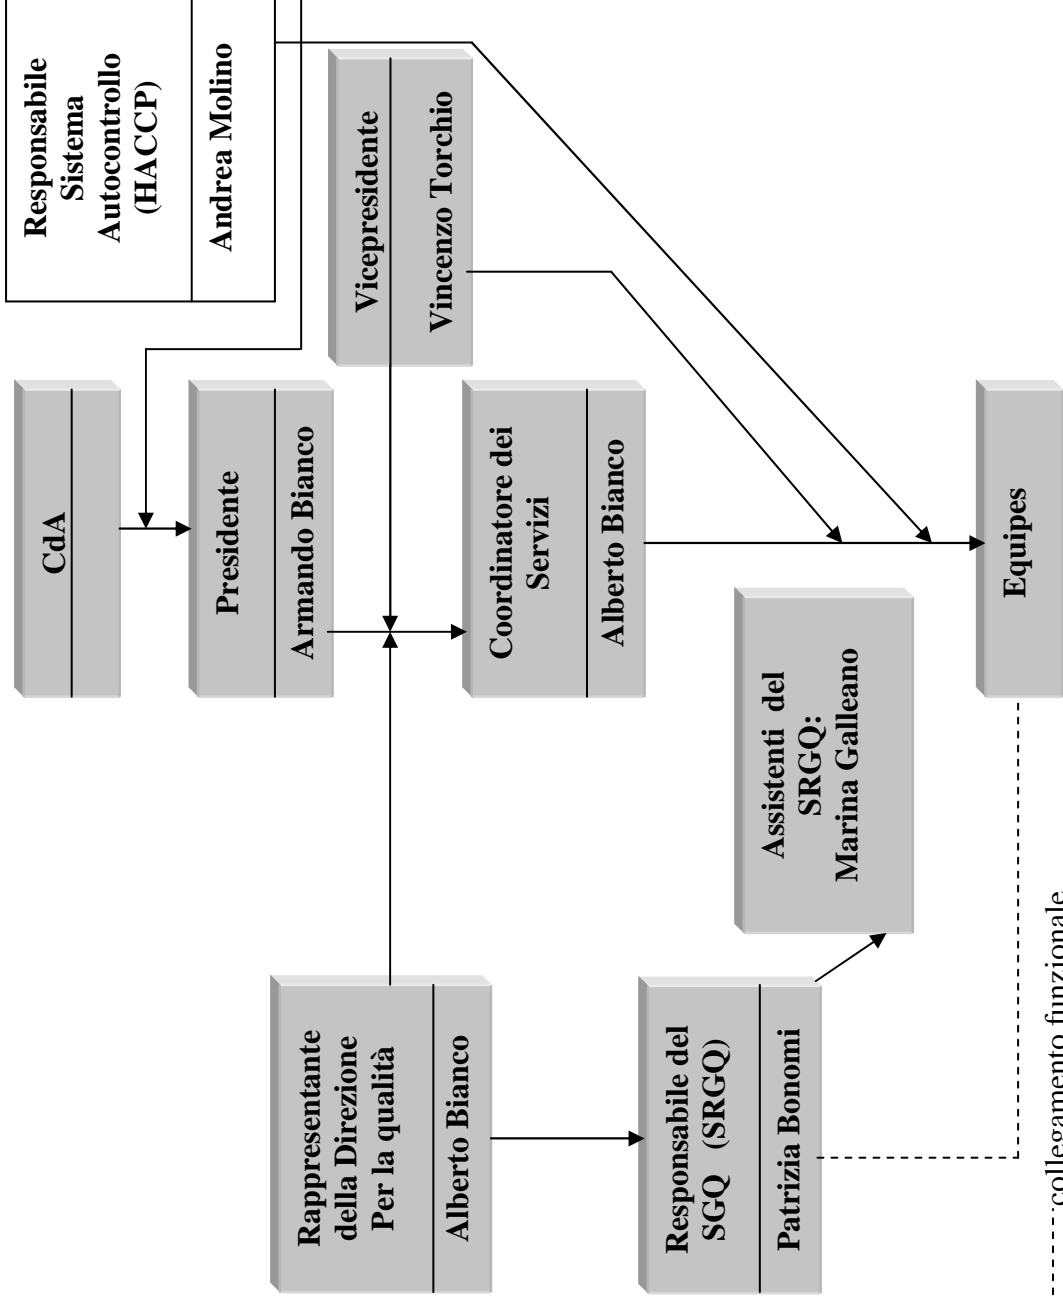 CdA
Responsabile
Sistema
Autocontrollo
(HACCP)
Andrea Molino
Presidente
Armando Bianco
Rappresentante
della Direzione
Per la qualità
Alberto Bianco
Vicepresidente
Vincenzo Torchio
Coordinatore dei
Servizi
Alberto Bianco
Responsabile del
SGQ (SRGQ)
Patrizia Bonomi
Assistenti del
SRGQ:
Marina Galleano
Equipes
collegamento funzionale